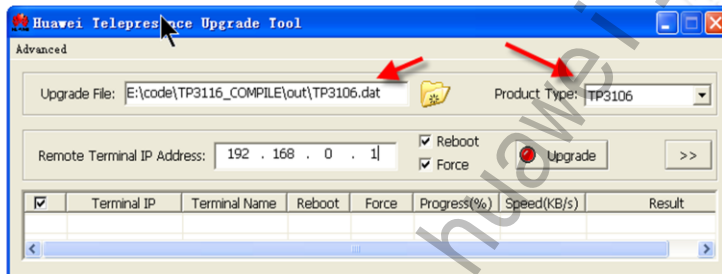 Huawei Telepresence Upgrade Tool
Advanced
Upgrade File: E:\code\TP3116_COMPILE\out\TP3106.dat
Product Type: TP3106
Remote Terminal IP Address: 192 . 168 . 0 . 1
Reboot
Force
Upgrade
>>
Terminal IP Terminal Name Reboot Force Progress(%) Speed(KB/s) Result
huawei